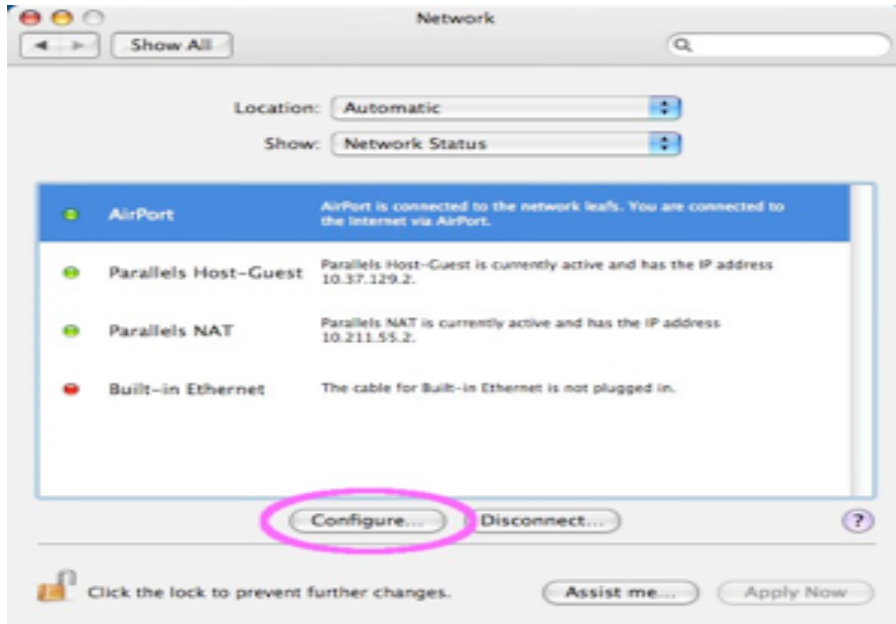 Network
Show All
Location: Automatic
Show: Network Status
AirPort
AirPort is connected to the network leafs. You are connected to
the Internet via AirPort.
Parallels Host-Guest
Parallels Host-Guest is currently active and has the IP address
10.37.129.2.
Parallels NAT
Parallels NAT is currently active and has the IP address
10.211.55.2.
Built-in Ethernet
The cable for Built-in Ethernet is not plugged in.
Configure... Disconnect... ?
Click the lock to prevent further changes. Assist me... Apply Now